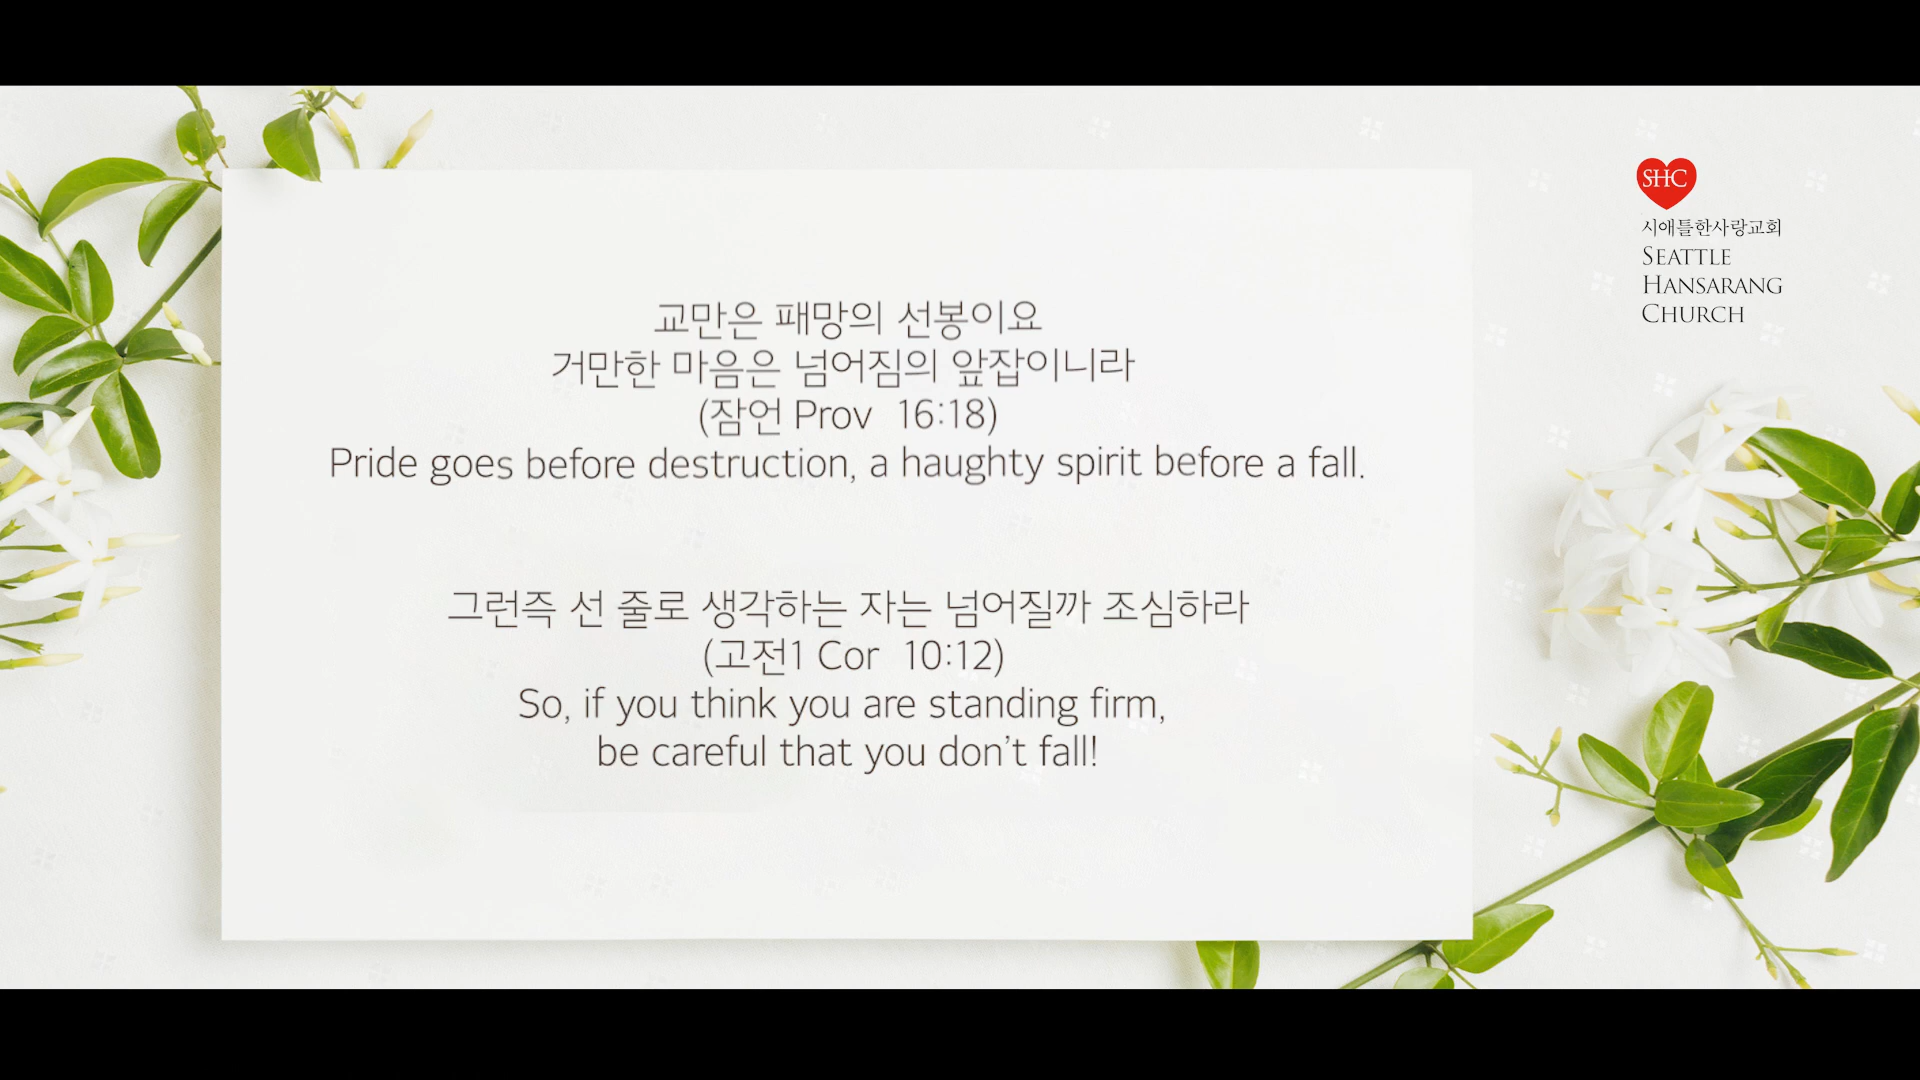 교만은 패망의 선봉이요
거만한 마음은 넘어짐의 앞잡이니라
(잠언 Prov 16:18)
Pride goes before destruction, a haughty spirit before a fall.
그런즉 선 줄로 생각하는 자는 넘어질까 조심하라
(고전1 Cor 10:12)
So, if you think you are standing firm,
be careful that you don't fall!
SHC
시애틀한사랑교회
SEATTLE
HANSARANG
CHURCH